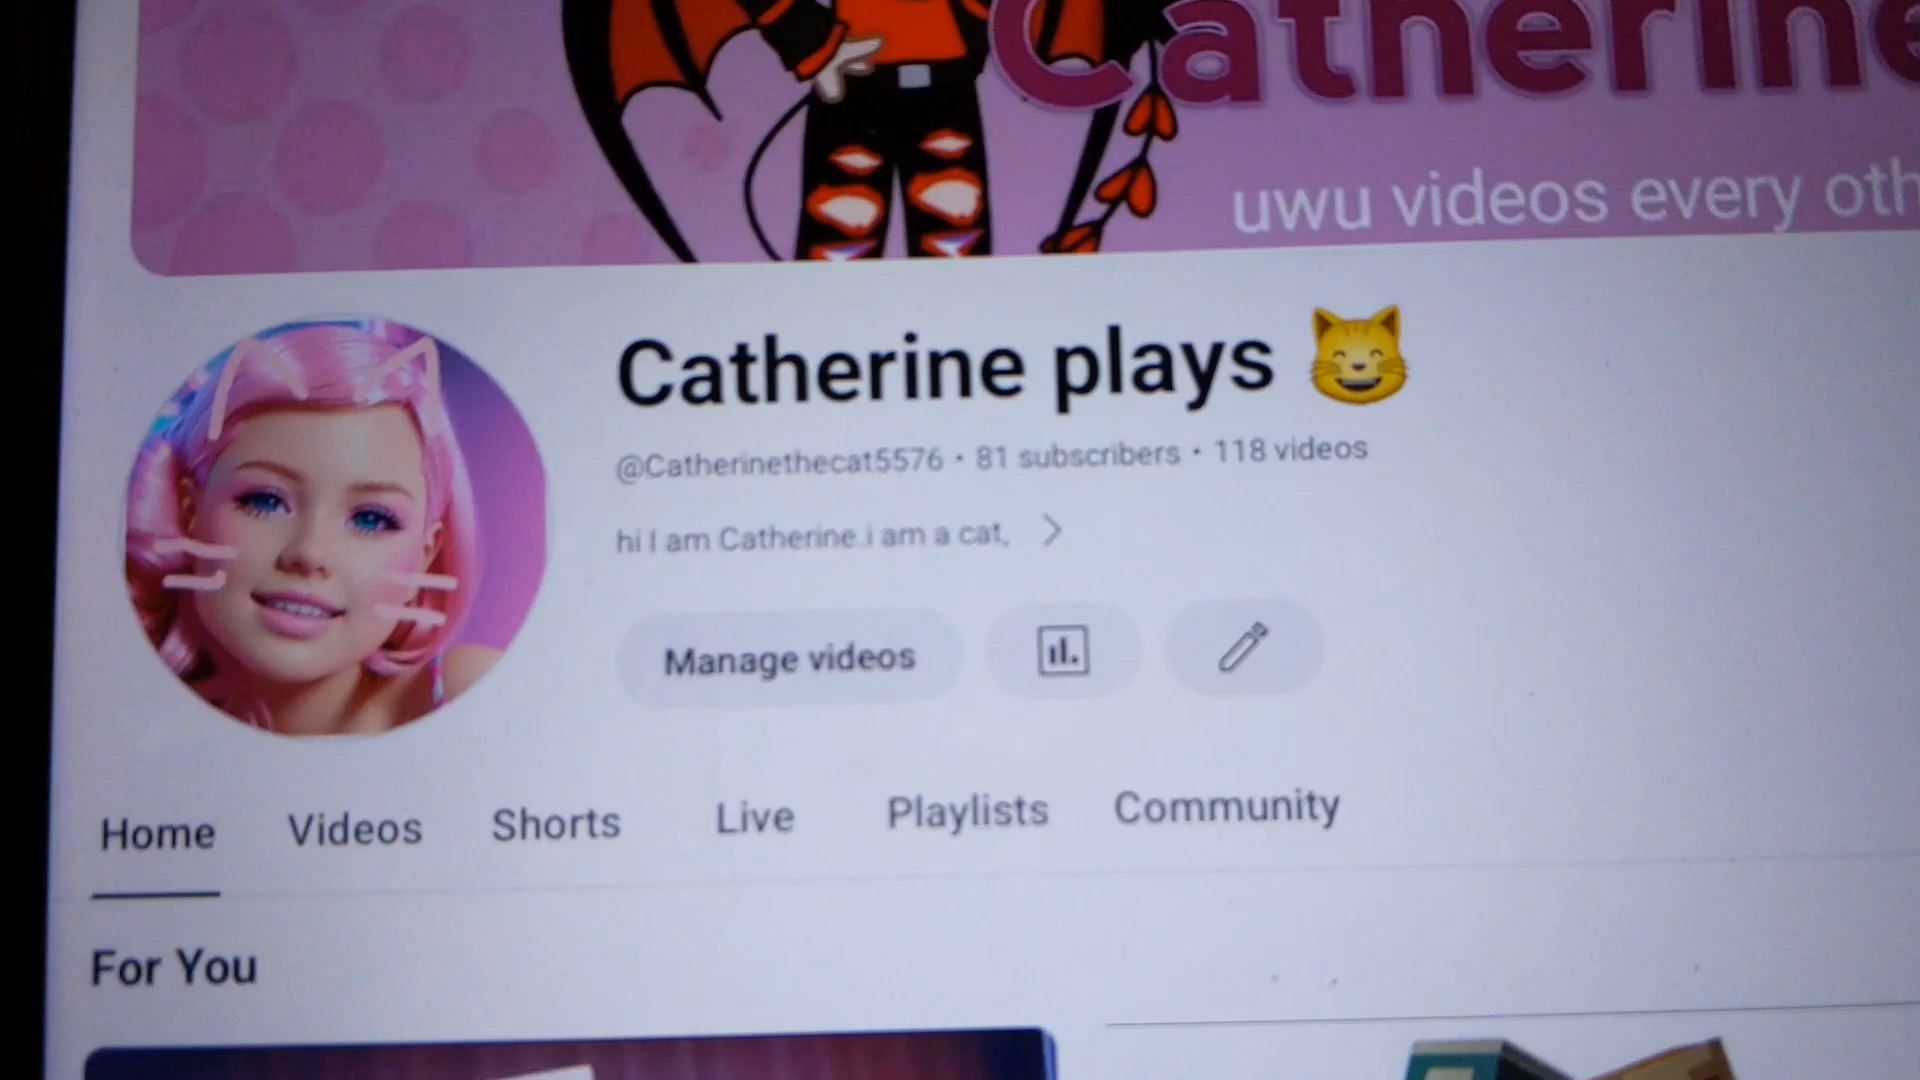 Catherine
uwu videos every oth
Catherine plays 😸
@Catherinethecat5576 • 81 subscribers • 118 videos
hi I am Catherine.i am a cat,
Manage videos
Home Videos Shorts Live Playlists Community
For You